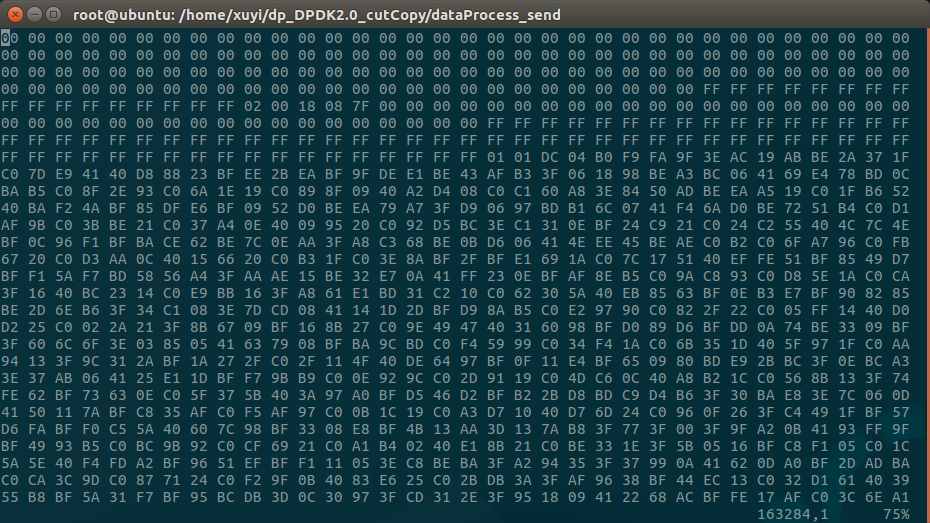 root@ubuntu: /home/xuyi/dp_DPDK2.0_cutCopy/dataProcess_send
00 00 00 00 00 00 00 00 00 00 00 00 00 00 00 00 00 00 00 00 00 00 00 00 00 00 00 00 00 00 00 00 00 00
00 00 00 00 00 00 00 00 00 00 00 00 00 00 00 00 00 00 00 00 00 00 00 00 00 00 00 00 00 00 00 00 00 00
00 00 00 00 00 00 00 00 00 00 00 00 00 00 00 00 00 00 00 00 00 00 00 00 00 00 00 00 00 00 00 00 00 00
00 00 00 00 00 00 00 00 00 00 00 00 00 00 00 00 00 00 00 00 00 00 00 00 00 00 FF FF FF FF FF FF FF FF
FF FF FF FF FF FF FF FF FF 02 00 18 08 7F 00 00 00 00 00 00 00 00 00 00 00 00 00 00 00 00 00 00 00 00
00 00 00 00 00 00 00 00 00 00 00 00 00 00 00 00 00 00 FF FF FF FF FF FF FF FF FF FF FF FF FF FF FF FF
FF FF FF FF FF FF FF FF FF FF FF FF FF FF FF FF FF FF FF FF FF FF FF FF FF FF FF FF FF FF FF FF FF FF
FF FF FF FF FF FF FF FF FF FF FF FF FF FF FF FF FF FF 01 01 DC 04 B0 F9 FA 9F 3E AC 19 AB BE 2A 37 1F
C0 7D E9 41 40 D8 88 23 BF EE 2B EA BF 9F DE E1 BE 43 AF B3 3F 06 18 98 BE A3 BC 06 41 69 E4 78 BD 0C
BA B5 C0 8F 2E 93 C0 6A 1E 19 C0 89 8F 09 40 A2 D4 08 C0 C1 60 A8 3E 84 50 AD BE EA A5 19 C0 1F B6 52
40 BA F2 4A BF 85 DF E6 BF 09 52 D0 BE EA 79 A7 3F D9 06 97 BD B1 6C 07 41 F4 6A D0 BE 72 51 B4 C0 D1
AF 9B C0 3B BE 21 C0 37 A4 0E 40 09 95 20 C0 92 D5 BC 3E C1 31 0E BF 24 C9 21 C0 24 C2 55 40 4C 7C 4E
BF 0C 96 F1 BF BA CE 62 BE 7C 0E AA 3F A8 C3 68 BE 0B D6 06 41 4E EE 45 BE AE C0 B2 C0 6F A7 96 C0 FB
67 20 C0 D3 AA 0C 40 15 66 20 C0 B3 1F C0 3E 8A BF 2F BF E1 69 1A C0 7C 17 51 40 EF FE 51 BF 85 49 D7
BF F1 5A F7 BD 58 56 A4 3F AA AE 15 BE 32 E7 0A 41 FF 23 0E BF AF 8E B5 C0 9A C8 93 C0 D8 5E 1A C0 CA
3F 16 40 BC 23 14 C0 E9 BB 16 3F A8 61 E1 BD 31 C2 10 C0 62 30 5A 40 EB 85 63 BF 0E B3 E7 BF 90 82 85
BE 2D 6E B6 3F 34 C1 08 3E 7D CD 08 41 14 1D 2D BF D9 8A B5 C0 E2 97 90 C0 82 2F 22 C0 05 FF 14 40 D0
D2 25 C0 02 2A 21 3F 8B 67 09 BF 16 8B 27 C0 9E 49 47 40 31 60 98 BF D0 89 D6 BF DD 0A 74 BE 33 09 BF
3F 60 6C 6F 3E 03 85 05 41 63 79 08 BF BA 9C BD C0 F4 59 99 C0 34 F4 1A C0 6B 35 1D 40 5F 97 1F C0 AA
94 13 3F 9C 31 2A BF 1A 27 2F C0 2F 11 4F 40 DE 64 97 BF 0F 11 E4 BF 65 09 80 BD E9 2B BC 3F 0E BC A3
3E 37 AB 06 41 25 E1 1D BF F7 9B B9 C0 0E 92 9C C0 2D 91 19 C0 4D C6 0C 40 A8 B2 1C C0 56 8B 13 3F 74
FE 62 BF 73 63 0E C0 5F 37 5B 40 3A 97 A0 BF D5 46 D2 BF B2 2B D8 BD C9 D4 B6 3F 30 BA E8 3E 7C 06 0D
41 50 11 7A BF C8 35 AF C0 F5 AF 97 C0 0B 1C 19 C0 A3 D7 10 40 D7 6D 24 C0 96 0F 26 3F C4 49 1F BF 57
D6 FA BF F0 C5 5A 40 60 7C 98 BF 33 08 E8 BF 4B 13 AA 3D 13 7A B8 3F 77 3F 00 3F 9F A2 0B 41 93 FF 9F
BF 49 93 B5 C0 BC 9B 92 C0 CF 69 21 C0 A1 B4 02 40 E1 8B 21 C0 BE 33 1E 3F 5B 05 16 BF C8 F1 05 C0 1C
5A 5E 40 F4 FD A2 BF 96 51 EF BF F1 11 05 3E C8 BE BA 3F A2 94 35 3F 37 99 0A 41 62 0D A0 BF 2D AD BA
C0 CA 3C 9D C0 87 71 24 C0 F2 9F 0B 40 83 E6 25 C0 2B DB 3A 3F AF 96 38 BF 44 EC 13 C0 32 D1 61 40 39
55 B8 BF 5A 31 F7 BF 95 BC DB 3D 0C 30 97 3F CD 31 2E 3F 95 18 09 41 22 68 AC BF FE 17 AF C0 3C 6E A1
163284,1 75%